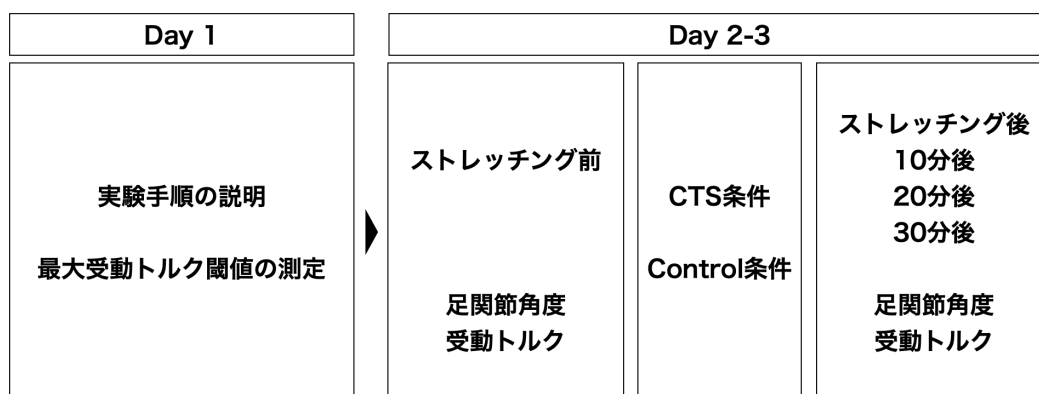 Day 1
Day 2-3
実験手順の説明
最大受動トルク閾値の測定
ストレッチング前
足関節角度
受動トルク
CTS条件
Control条件
ストレッチング後
10分後
20分後
30分後
足関節角度
受動トルク